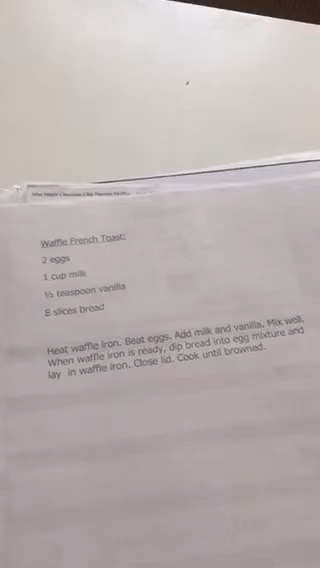 Waffle French Toast:
2 eggs
1 cup milk
½ teaspoon vanilla
8 slices bread
Heat waffle iron. Beat eggs. Add milk and vanilla. Mix well.
When waffle iron is ready, dip bread into egg mixture and
lay in waffle iron. Close lid. Cook until browned.